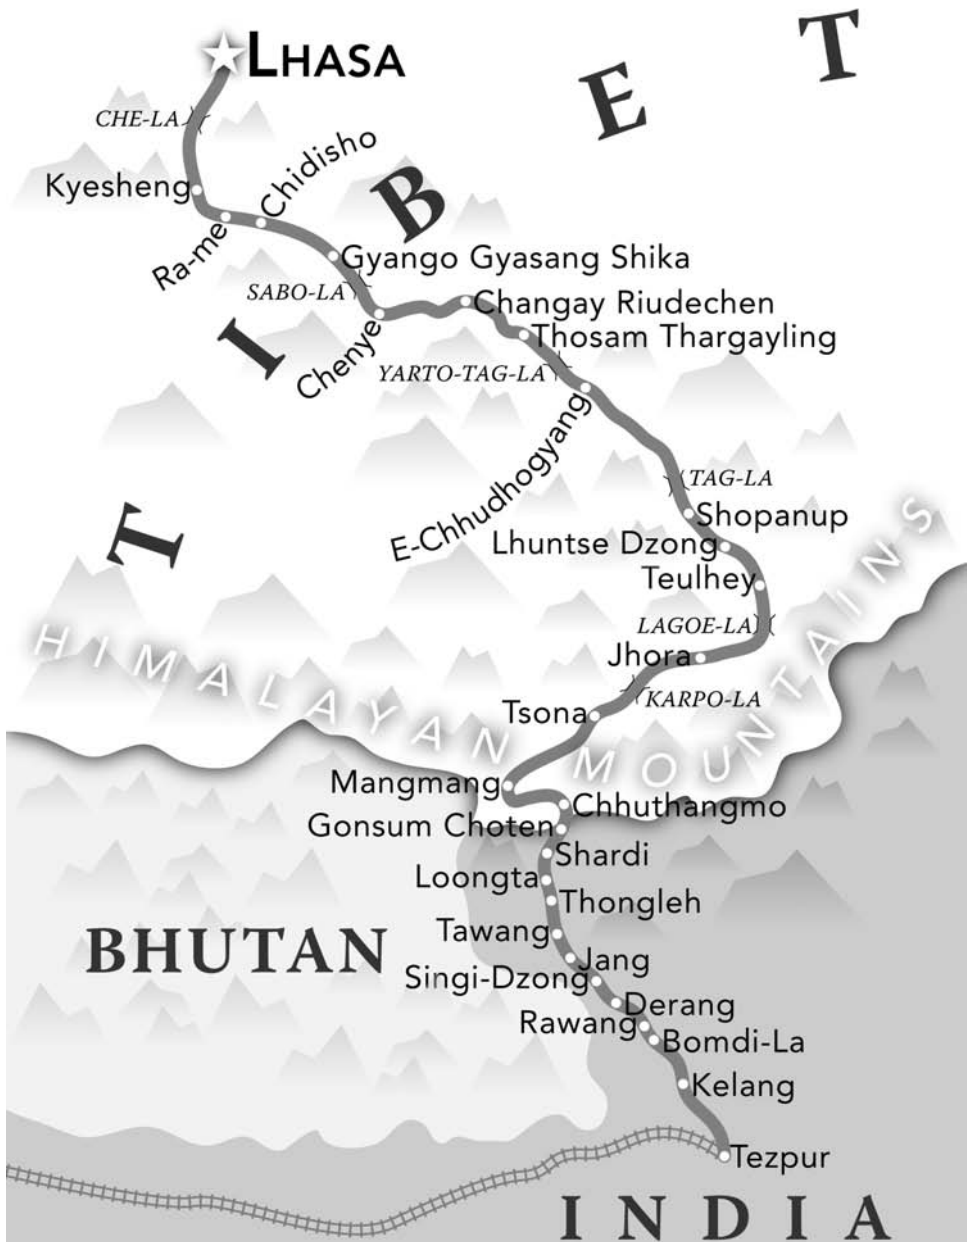 LHASA
TIBET
CHE-LA
Chidisho
Kyesheng
Ra-me
Gyango Gyasang Shika
SABO-LA
Changay Riudechen
Chenye
Thosam Thargayling
YARTO-TAG-LA
E-Chhudhogyang
TAG-LA
Shopanup
Lhuntse Dzong
Teulhey
LAGOE-LA
Jhora
KARPO-LA
Tsona
HIMALAYAN MOUNTAINS
Mangmang
Chhuthangmo
Gonsum Choten
Shardi
Loongta
Thongleh
Tawang
BHUTAN
Jang
Singi-Dzong
Derang
Rawang
Bomdi-La
Kelang
Tezpur
INDIA